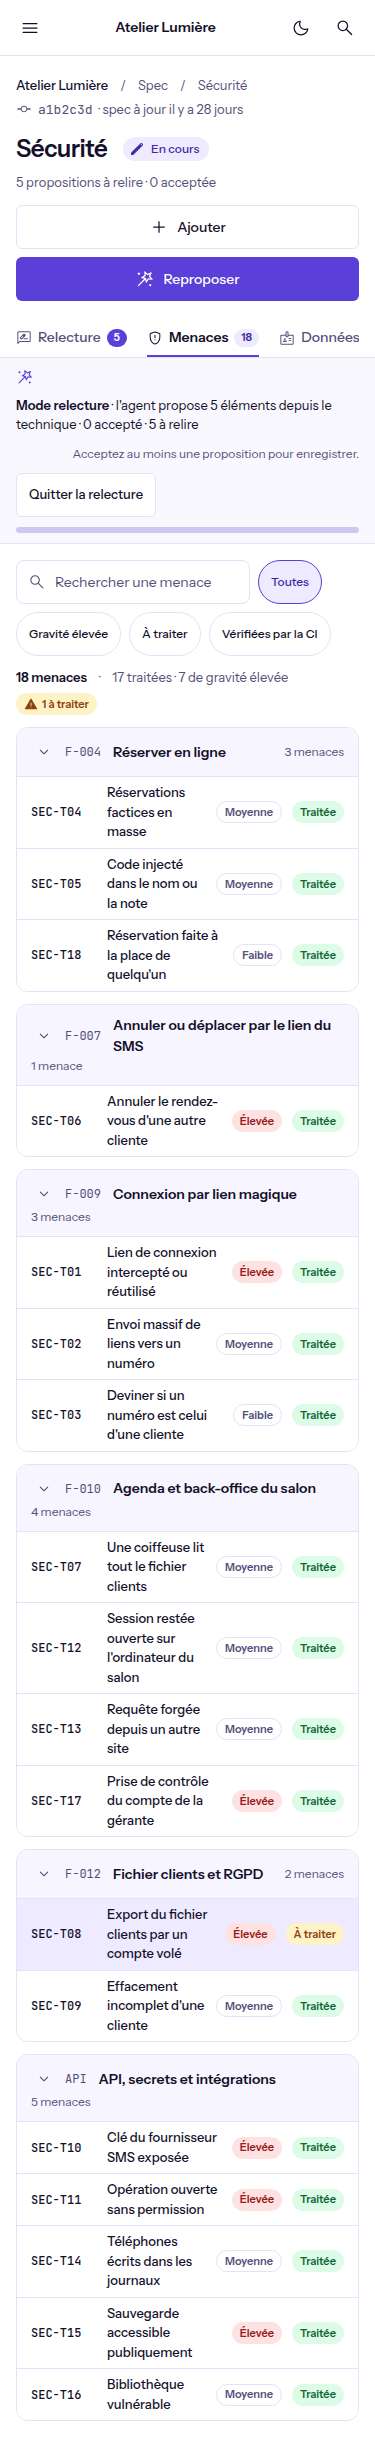 Atelier Lumière
Atelier Lumière / Spec / Sécurité
a1b2c3d · spec à jour il y a 28 jours
Sécurité En cours
5 propositions à relire · 0 acceptée
Ajouter
Reproposer
Relecture 5 Menaces 18 Données
Mode relecture · l'agent propose 5 éléments depuis le
technique · 0 accepté · 5 à relire
Acceptez au moins une proposition pour enregistrer.
Quitter la relecture
Rechercher une menace Toutes
Gravité élevée À traiter Vérifiées par la CI
18 menaces · 17 traitées · 7 de gravité élevée
1 à traiter
F-004 Réserver en ligne 3 menaces
Réservations
SEC-T04 factices en Moyenne Traitée
masse
Code injecté
SEC-T05 dans le nom ou Moyenne Traitée
la note
Réservation faite à
SEC-T18 la place de Faible Traitée
quelqu'un
F-007 Annuler ou déplacer par le lien du
SMS
1 menace
Annuler le rendez-
SEC-T06 vous d'une autre Élevée Traitée
cliente
F-009 Connexion par lien magique
3 menaces
Lien de connexion
SEC-T01 intercepté ou Élevée Traitée
réutilisé
Envoi massif de
SEC-T02 liens vers un Moyenne Traitée
numéro
Deviner si un
SEC-T03 numéro est celui Faible Traitée
d'une cliente
F-010 Agenda et back-office du salon
4 menaces
Une coiffeuse lit
SEC-T07 tout le fichier Moyenne Traitée
clients
Session restée
SEC-T12 ouverte sur Moyenne Traitée
l'ordinateur du
salon
Requête forgée
SEC-T13 depuis un autre Moyenne Traitée
site
Prise de contrôle
SEC-T17 du compte de la Élevée Traitée
gérante
F-012 Fichier clients et RGPD 2 menaces
Export du fichier
SEC-T08 clients par un Élevée À traiter
compte volé
Effacement
SEC-T09 incomplet d'une Moyenne Traitée
cliente
API API, secrets et intégrations
5 menaces
SEC-T10 Clé du fournisseur Élevée Traitée
SMS exposée
SEC-T11 Opération ouverte Élevée Traitée
sans permission
Téléphones
SEC-T14 écrits dans les Moyenne Traitée
journaux
Sauvegarde
SEC-T15 accessible Élevée Traitée
publiquement
SEC-T16 Bibliothèque Moyenne Traitée
vulnérable